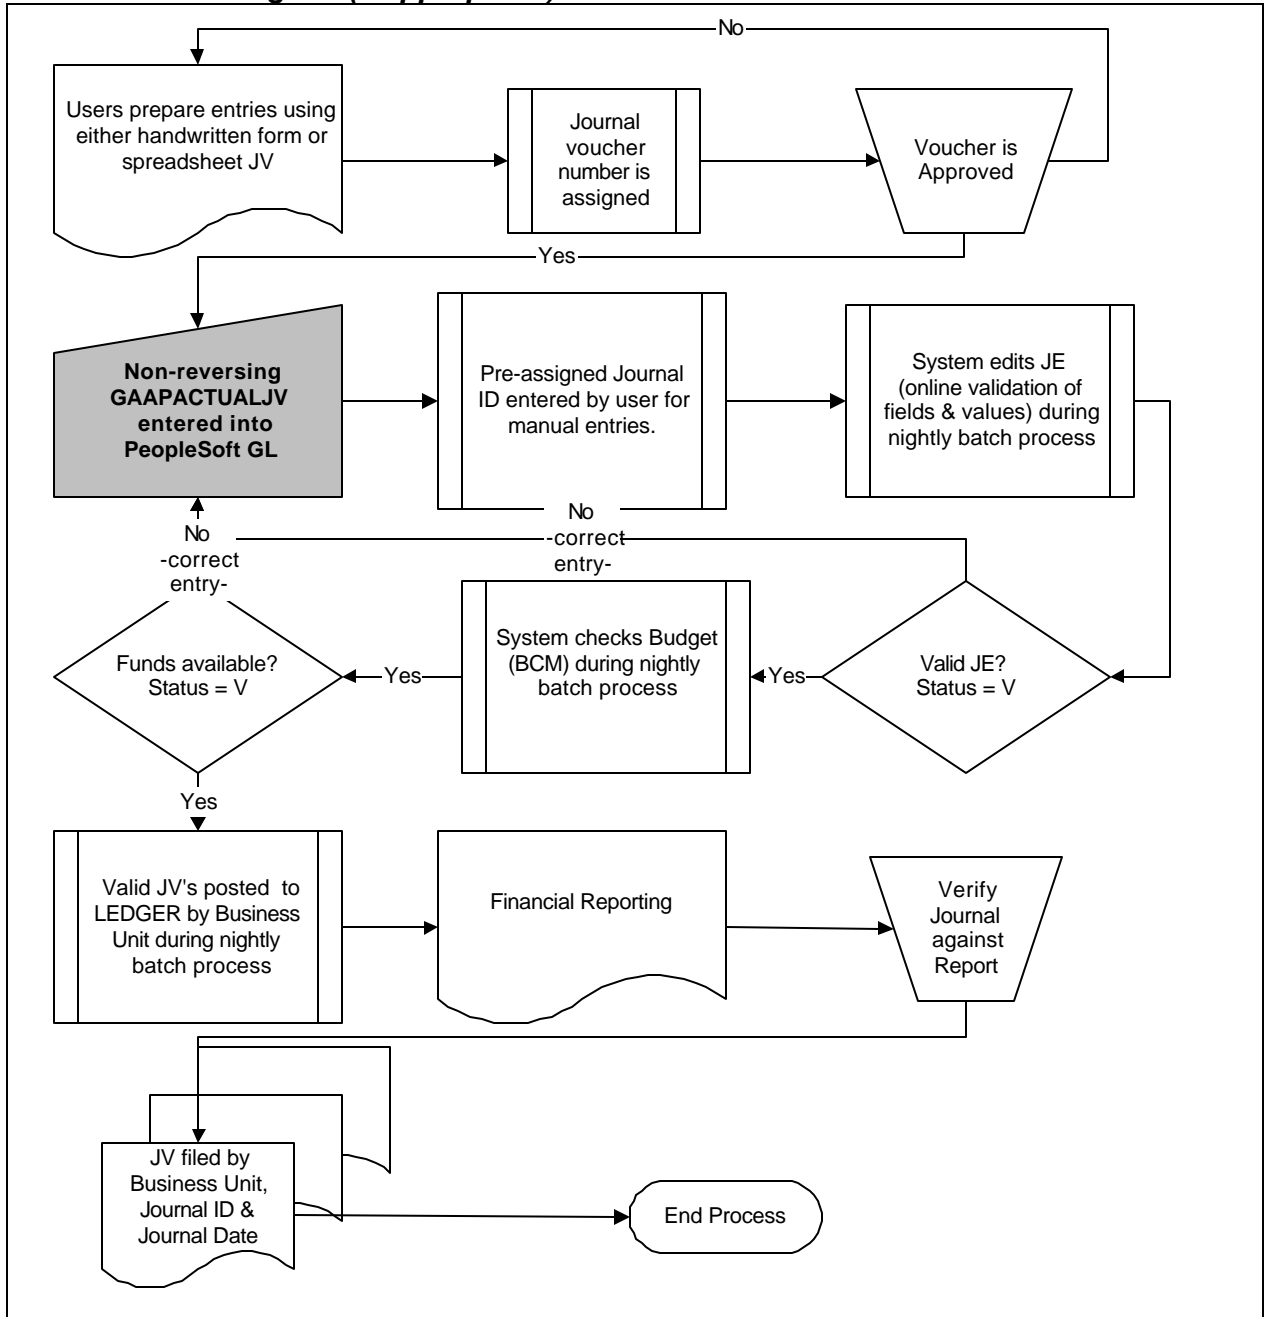 No
Users prepare entries using
either handwritten form or
spreadsheet JV
Journal
voucher
number is
assigned
Voucher is
Approved
Yes
Non-reversing
GAAPACTUALJV
entered into
PeopleSoft GL
Pre-assigned Journal
ID entered by user for
manual entries.
System edits JE
(online validation of
fields & values) during
nightly batch process
No
-correct
entry-
No
-correct
entry-
Funds available?
Status = V
Yes
System checks Budget
(BCM) during nightly
batch process
Yes
Valid JE?
Status = V
Yes
Valid JV's posted to
LEDGER by Business
Unit during nightly
batch process
Financial Reporting
Verify
Journal
against
Report
JV filed by
Business Unit,
Journal ID &
Journal Date
End Process